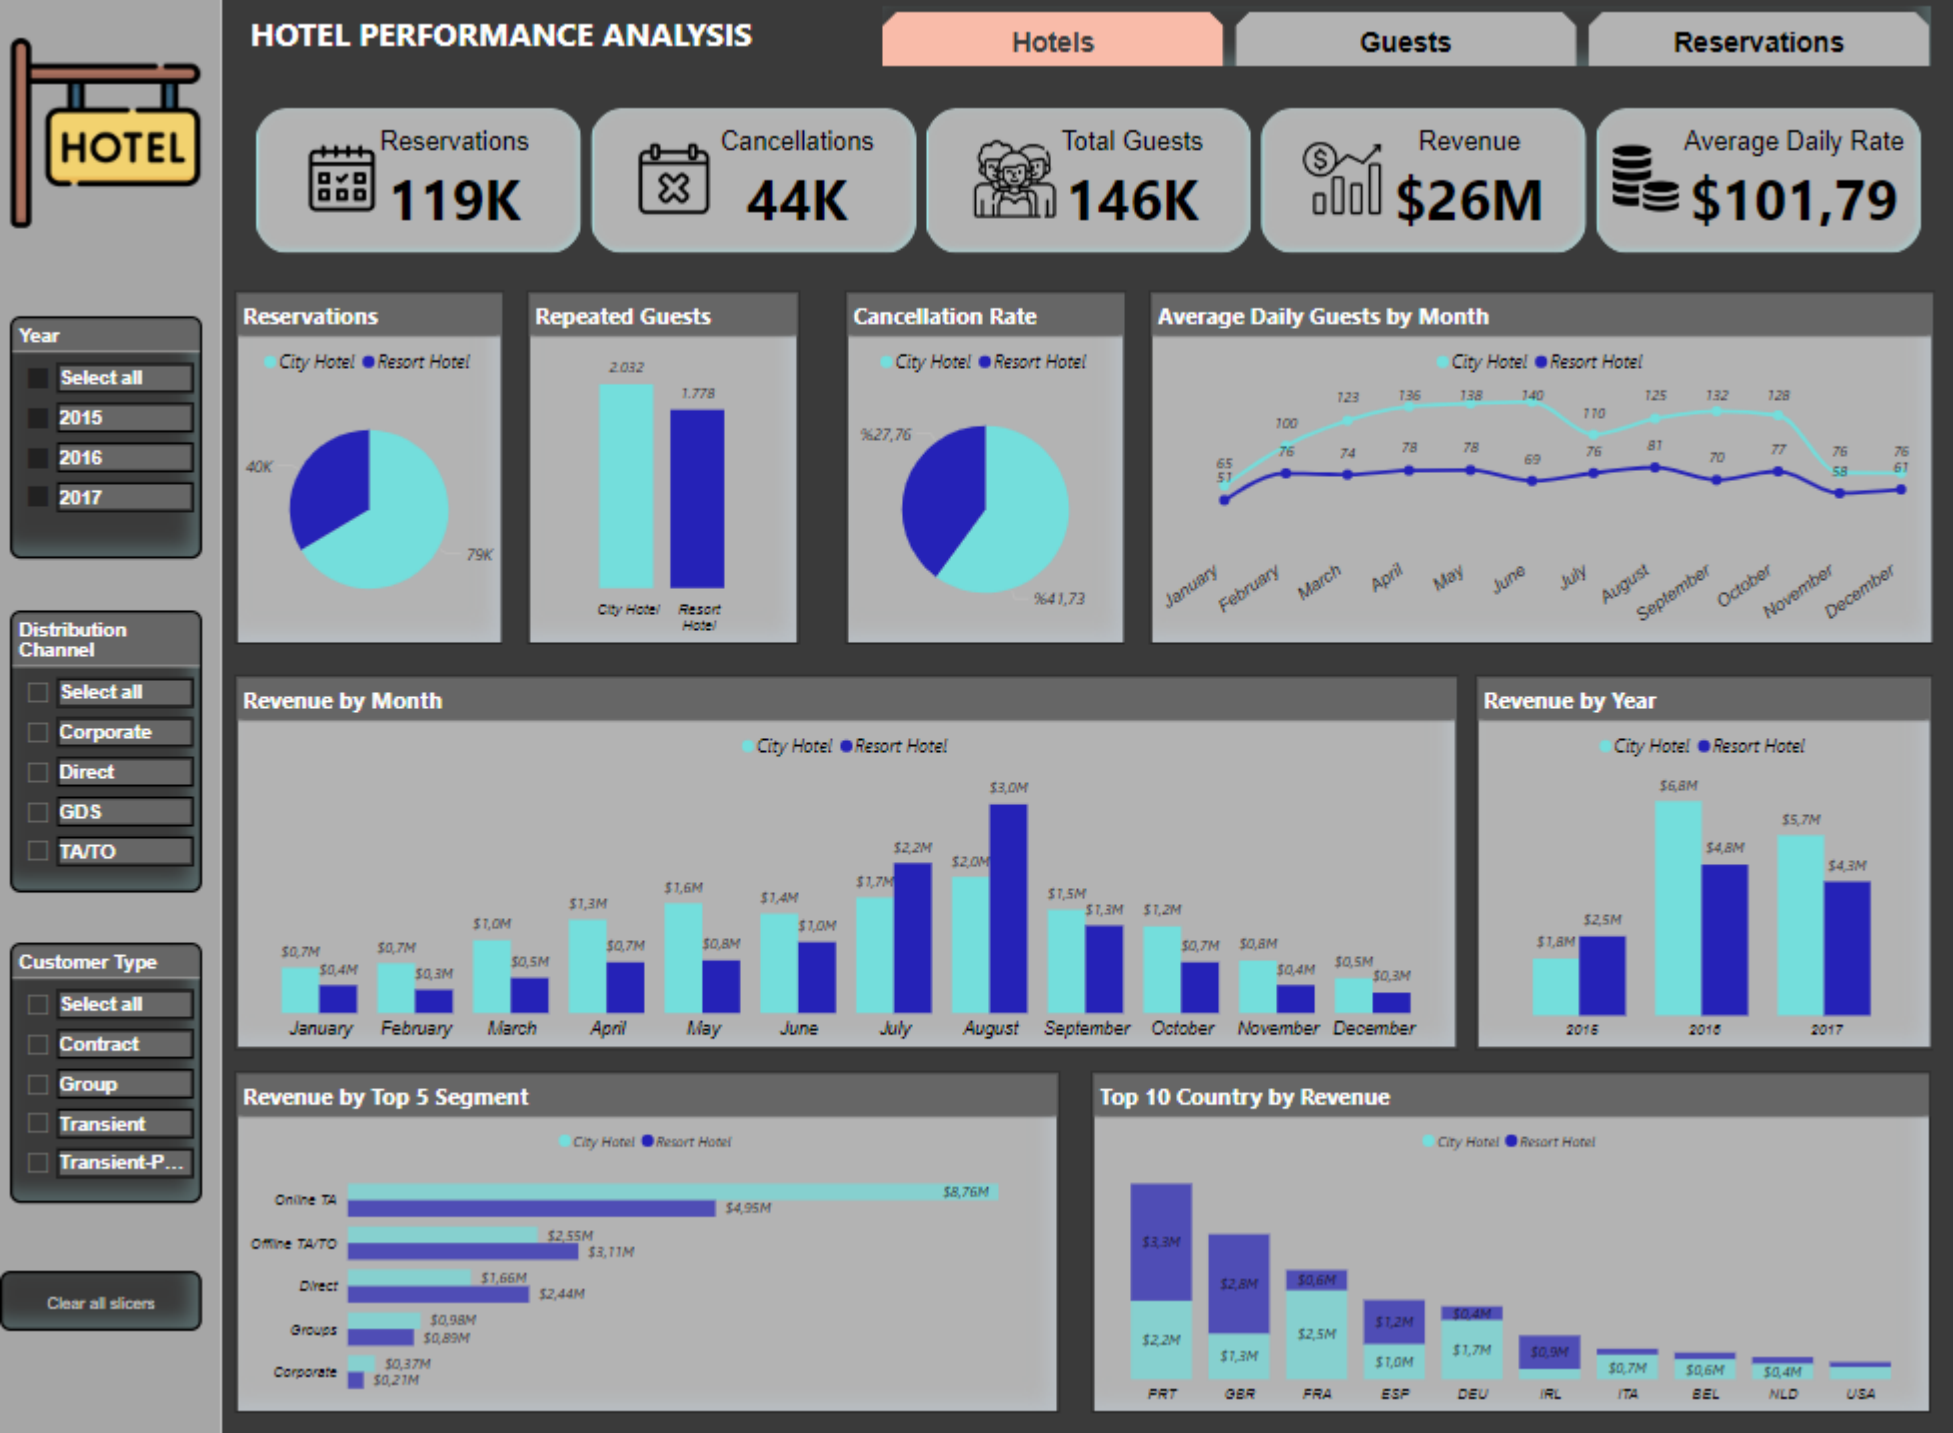 HOTEL PERFORMANCE ANALYSIS
Hotels
Guests
Reservations
HOTEL
Reservations
119K
Cancellations
44K
Total Guests
146K
Revenue
$26M
Average Daily Rate
$101,79
Year
Select all
2015
2016
2017
Distribution
Channel
Select all
Corporate
Direct
GDS
TA/TO
Customer Type
Select all
Contract
Group
Transient
Transient-P...
Clear all slicers
Reservations
City Hotel Resort Hotel
40K
79K
Repeated Guests
2.032
1.778
City Hotel
Resort
Hotel
Cancellation Rate
City Hotel Resort Hotel
%27,76
%41,73
Average Daily Guests by Month
City Hotel Resort Hotel
65 100 123 136 138 140 110 125 132 128 76 76
51 76 74 78 78 69 76 81 70 77 58 61
January February March April May June July August September October November December
Revenue by Month
City Hotel Resort Hotel
$0,7M $0,7M $1,0M $1,3M $1,6M $1,4M $1,7M $2,0M $1,5M $1,2M $0,8M $0,5M
$0,4M $0,3M $0,5M $0,7M $0,8M $1,0M $2,2M $3,0M $1,3M $0,7M $0,4M $0,3M
January February March April May June July August September October November December
Revenue by Year
City Hotel Resort Hotel
$1,8M $6,8M $5,7M
$2,5M $4,8M $4,3M
2015 2016 2017
Revenue by Top 5 Segment
City Hotel Resort Hotel
Online TA
$8,76M
$4,95M
Offline TA/TO
$2,55M
$3,11M
Direct
$1,66M
$2,44M
Groups
$0,98M
$0,89M
Corporate
$0,37M
$0,21M
Top 10 Country by Revenue
City Hotel Resort Hotel
$3,3M $2,8M $0,6M $1,2M $0,4M $0,9M
$2,2M $1,3M $2,5M $1,0M $1,7M $0,7M $0,6M $0,4M
PRT GBR FRA ESP DEU IRL ITA BEL NLD USA